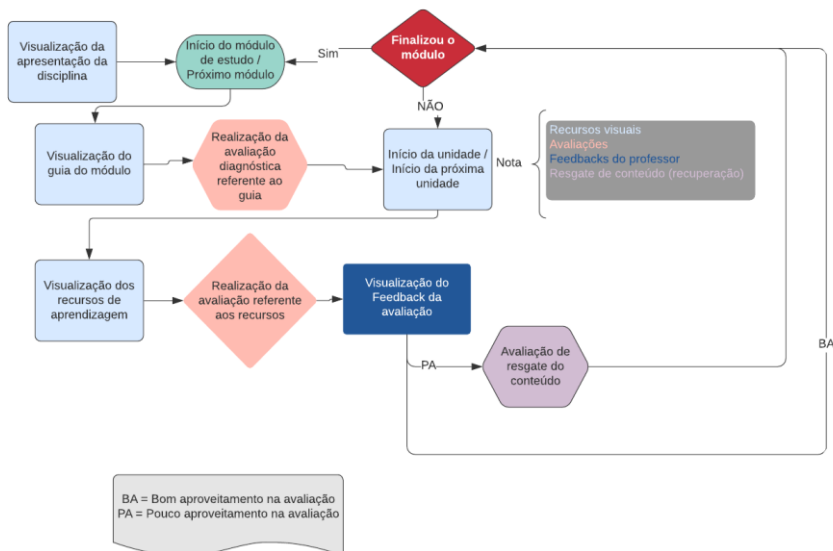 Visualização da
apresentação da
disciplina
Início do módulo
de estudo /
Próximo módulo
Sim
Finalizou o
módulo
NÃO
Visualização do
guia do módulo
Realização da
avaliação
diagnóstica
referente ao
guia
Início da unidade /
Início da próxima
unidade
Nota
Recursos visuais
Avaliações
Feedbacks do professor
Resgate de conteúdo (recuperação)
Visualização dos
recursos de
aprendizagem
Realização da
avaliação referente
aos recursos
Visualização do
Feedback da
avaliação
PA
Avaliação de
resgate do
conteúdo
BA
BA = Bom aproveitamento na avaliação
PA = Pouco aproveitamento na avaliação